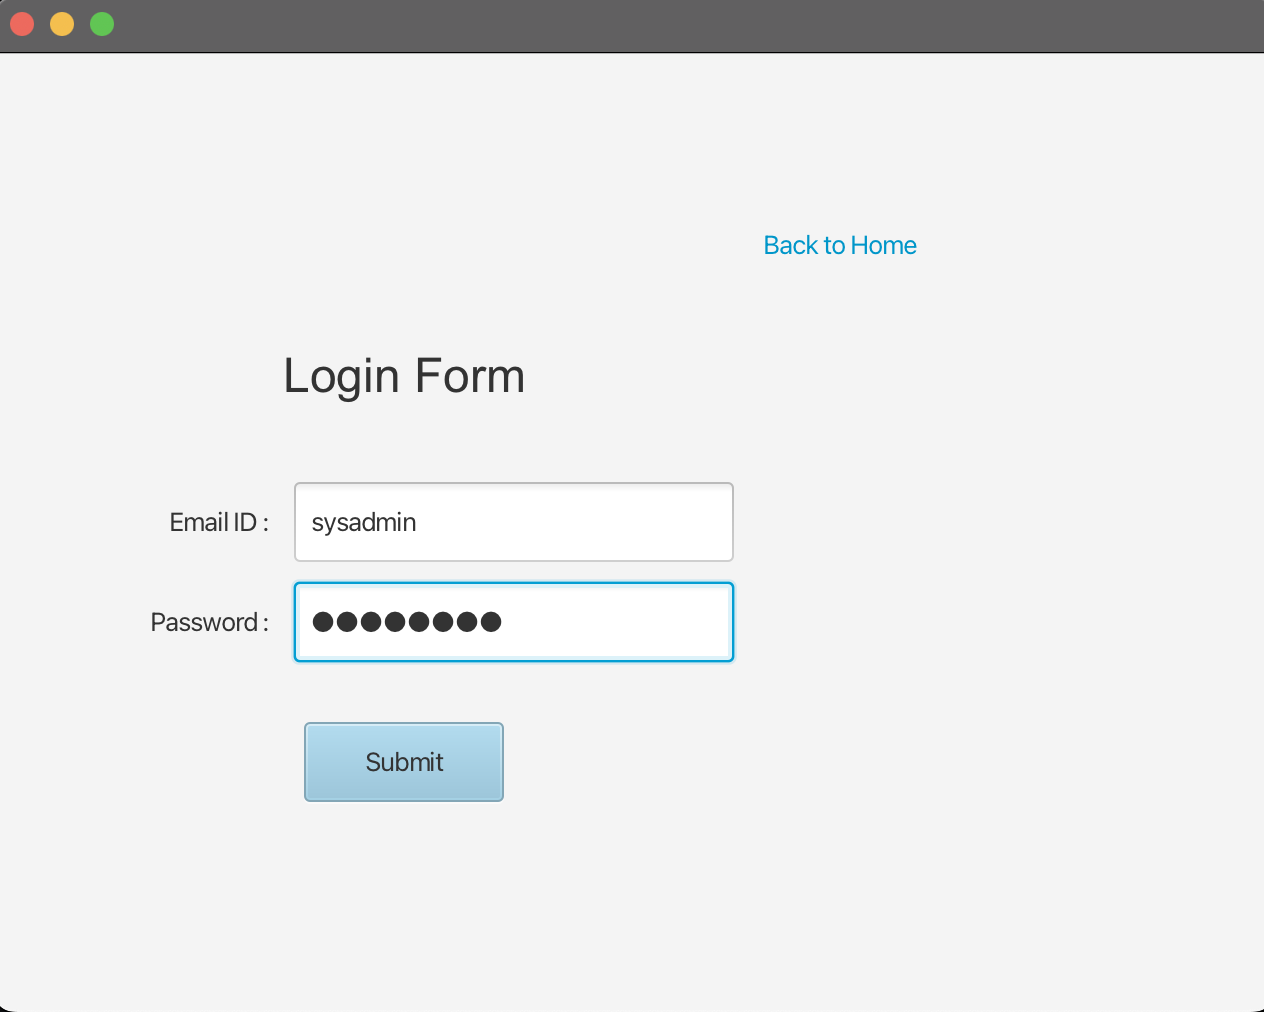 Back to Home
Login Form
Email ID : sysadmin
Password : ●●●●●●●●
Submit